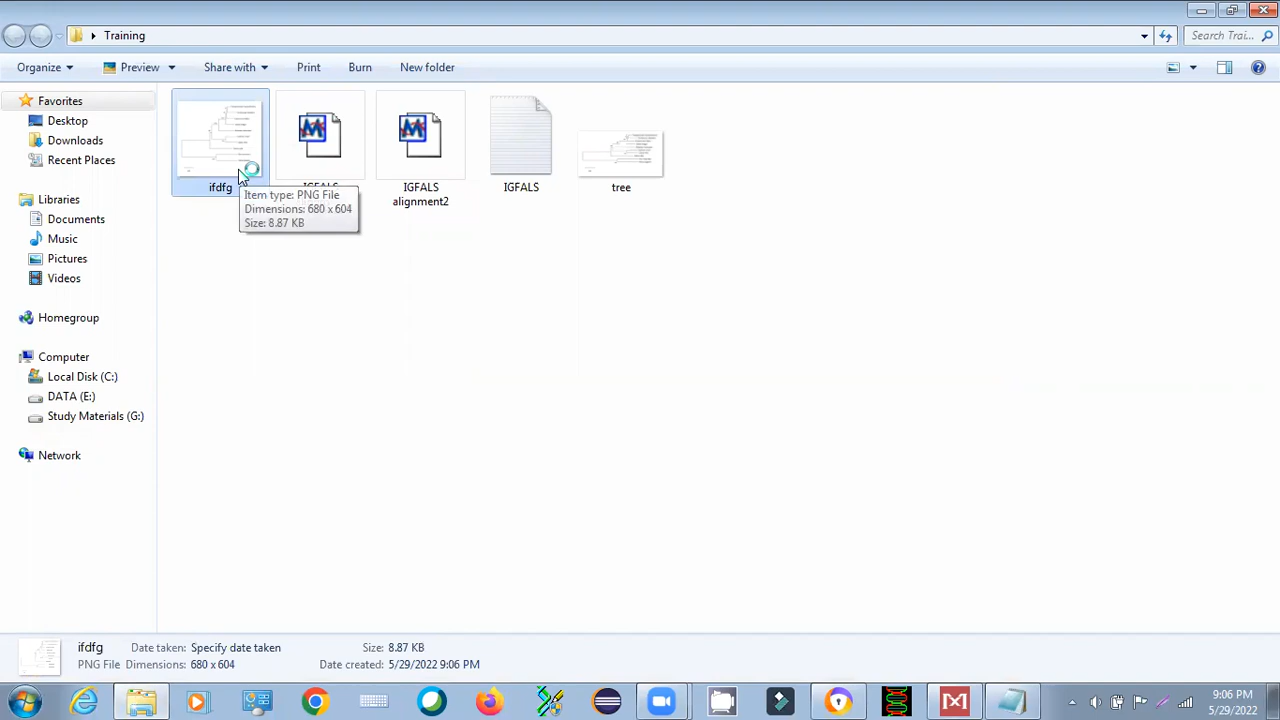 Training
Search Trai...
Organize
Preview
Share with
Print
Burn
New folder
Favorites
Desktop
Downloads
Recent Places
Libraries
Documents
Music
Pictures
Videos
Homegroup
Computer
Local Disk (C:)
DATA (E:)
Study Materials (G:)
Network
ifdfg
IGFALS
IGFALS
alignment2
IGFALS
tree
Item type: PNG File
Dimensions: 680 x 604
Size: 8.87 KB
ifdfg Date taken: Specify date taken Size: 8.87 KB
PNG File Dimensions: 680 x 604 Date created: 5/29/2022 9:06 PM
9:06 PM
5/29/2022